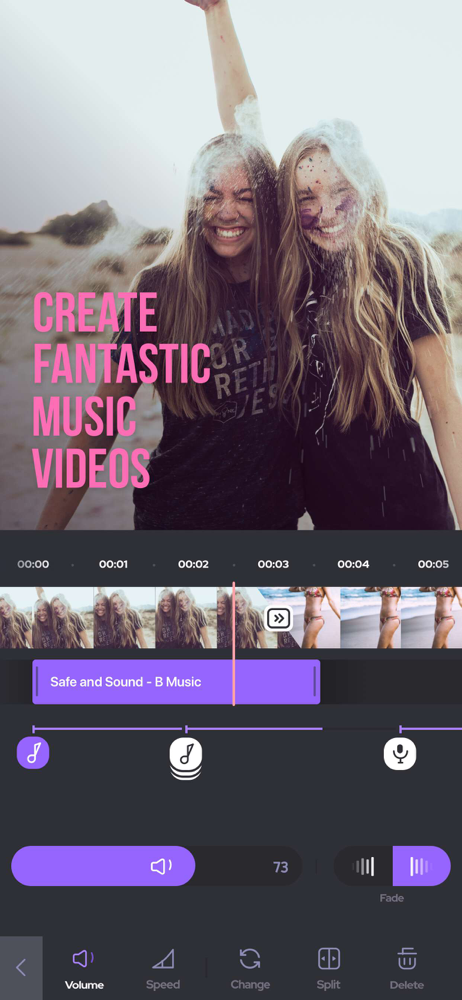 CREATE
FANTASTIC
MUSIC
VIDEOS
00:00 00:01 00:02 00:03 00:04 00:05
Safe and Sound - B Music
73
Fade
Volume Speed Change Split Delete